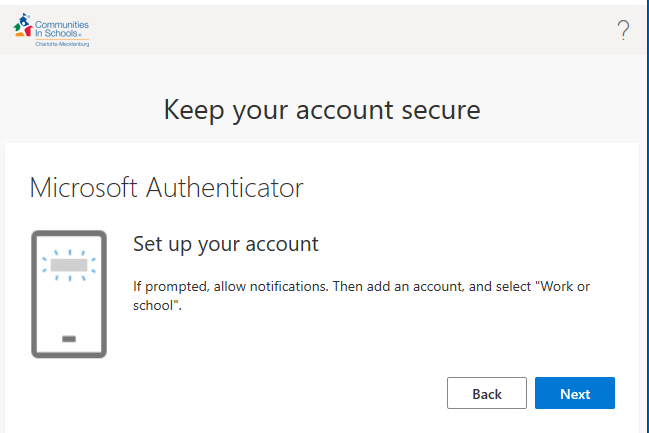 Communities
In Schools
Charlotte-Mecklenburg
?
Keep your account secure
Microsoft Authenticator
Set up your account
If prompted, allow notifications. Then add an account, and select "Work or
school".
Back
Next